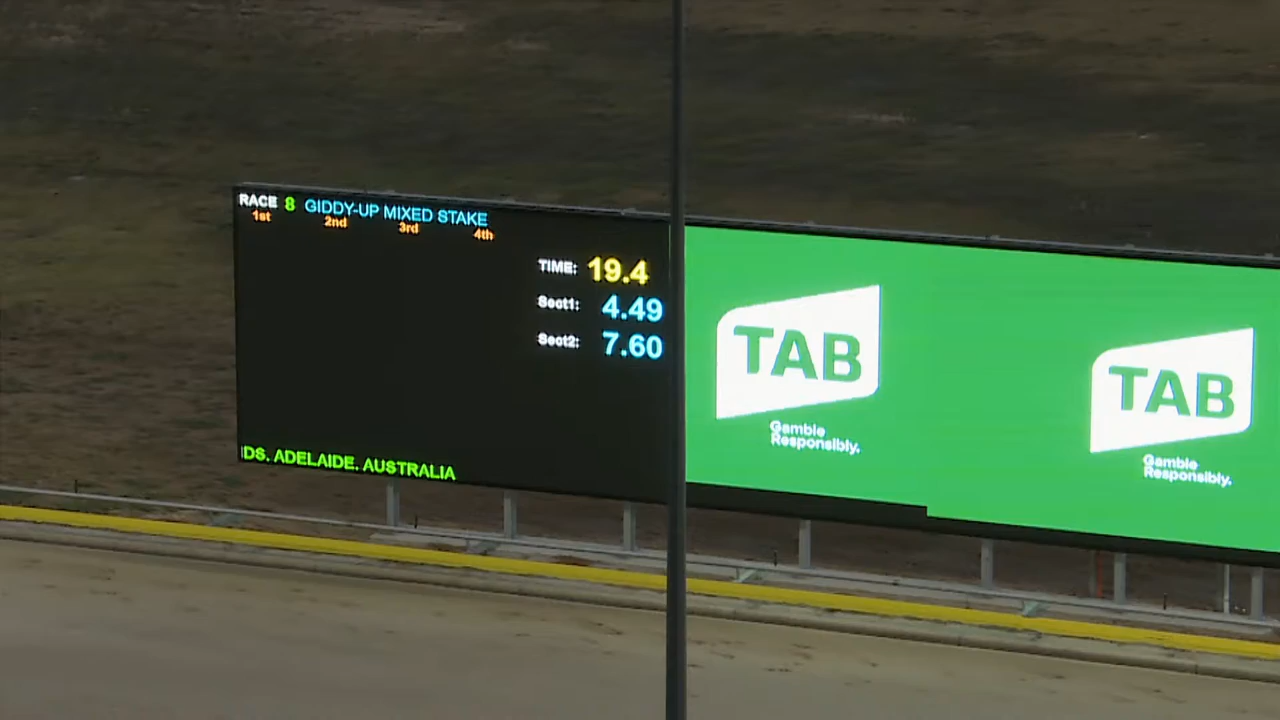 RACE 8 GIDDY-UP MIXED STAKE
1st 2nd 3rd 4th
TIME: 19.4
Sect1: 4.49
Sect2: 7.60
DS. ADELAIDE. AUSTRALIA
TAB
Gamble
Responsibly.
TAB
Gamble
Responsibly.